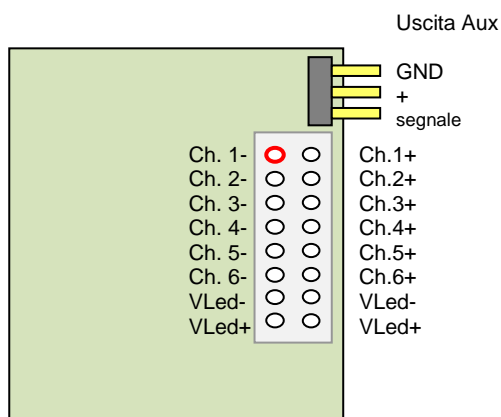 Uscita Aux
GND
+
segnale
Ch. 1- Ch.1+
Ch. 2- Ch.2+
Ch. 3- Ch.3+
Ch. 4- Ch.4+
Ch. 5- Ch.5+
Ch. 6- Ch.6+
VLed- VLed-
VLed+ VLed+